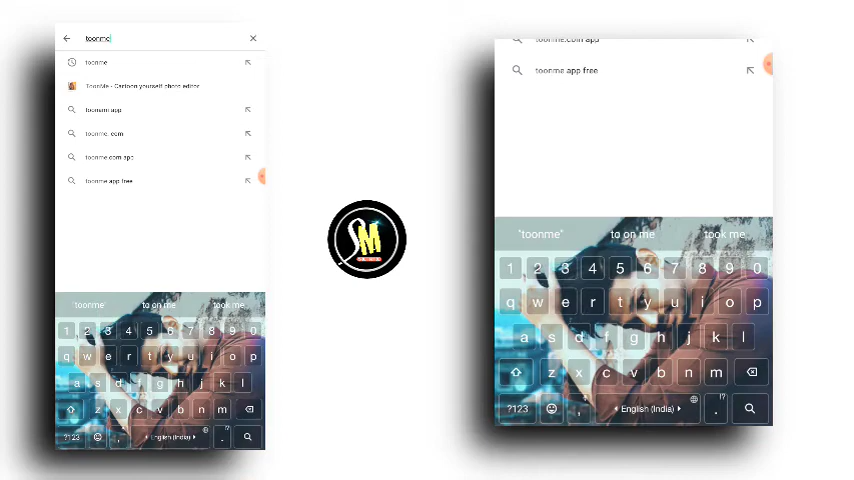 toonme
toonme
ToonMe - Cartoon yourself photo editor
toonami app
toonme. com
toonme.com app
toonme app free
"toonme" to on me took me
1 2 3 4 5 6 7 8 9 0
q w e r t y u i o p
a s d f g h j k l
z x c v b n m
?123 , English (India) . !?
SM
toonme.com app
toonme app free
"toonme" to on me took me
1 2 3 4 5 6 7 8 9 0
q w e r t y u i o p
a s d f g h j k l
z x c v b n m
?123 , English (India) . !?